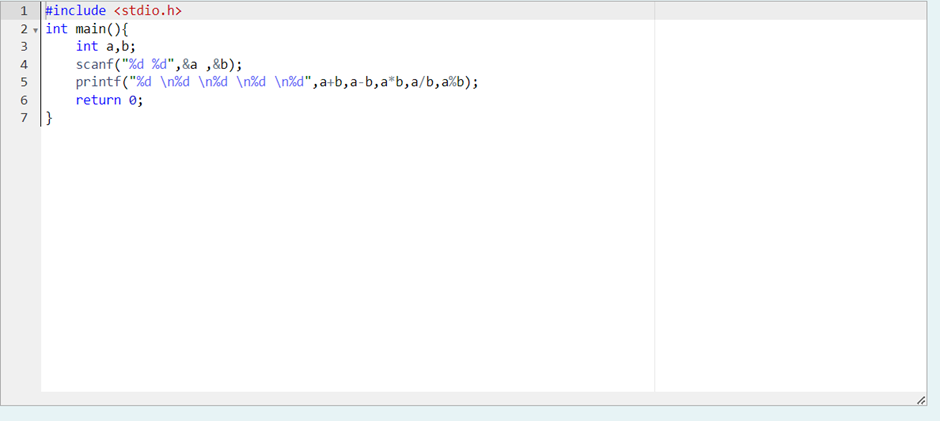 1 #include <stdio.h>
2 int main(){
3     int a,b;
4     scanf("%d %d",&a ,&b);
5     printf("%d \n%d \n%d \n%d \n%d",a+b,a-b,a*b,a/b,a%b);
6     return 0;
7 }